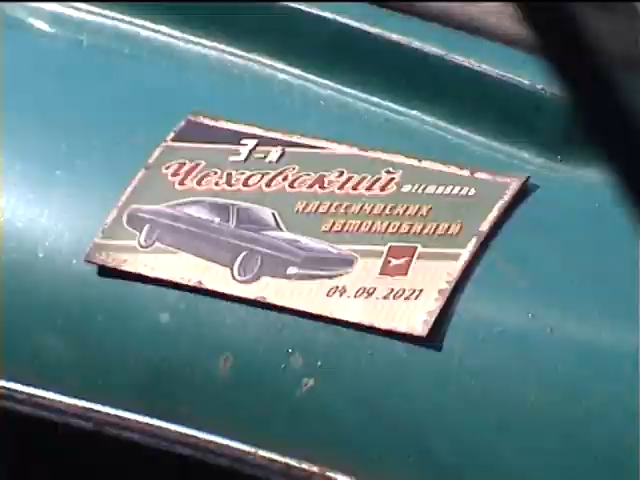 3-й
Чеховский фестиваль
классических
автомобилей
04.09.2021